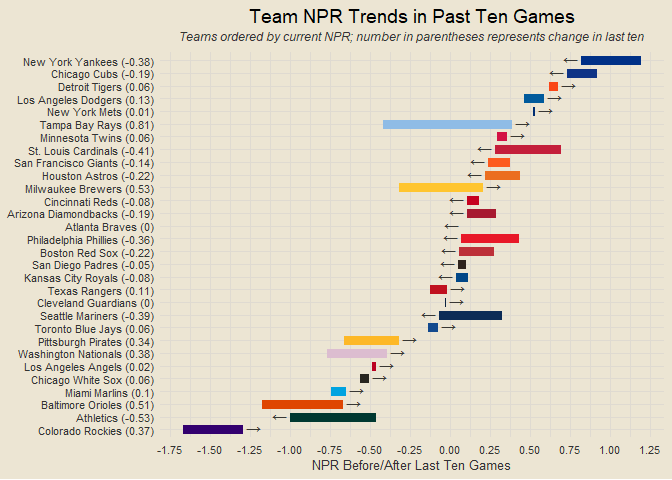 Team NPR Trends in Past Ten Games
Teams ordered by current NPR; number in parentheses represents change in last ten
New York Yankees (-0.38)
Chicago Cubs (-0.19)
Detroit Tigers (0.06)
Los Angeles Dodgers (0.13)
New York Mets (0.01)
Tampa Bay Rays (0.81)
Minnesota Twins (0.06)
St. Louis Cardinals (-0.41)
San Francisco Giants (-0.14)
Houston Astros (-0.22)
Milwaukee Brewers (0.53)
Cincinnati Reds (-0.08)
Arizona Diamondbacks (-0.19)
Atlanta Braves (0)
Philadelphia Phillies (-0.36)
Boston Red Sox (-0.22)
San Diego Padres (-0.05)
Kansas City Royals (-0.08)
Texas Rangers (0.11)
Cleveland Guardians (0)
Seattle Mariners (-0.39)
Toronto Blue Jays (0.06)
Pittsburgh Pirates (0.34)
Washington Nationals (0.38)
Los Angeles Angels (0.02)
Chicago White Sox (0.06)
Miami Marlins (0.1)
Baltimore Orioles (0.51)
Athletics (-0.53)
Colorado Rockies (0.37)
-1.75 -1.50 -1.25 -1.00 -0.75 -0.50 -0.25 0.00 0.25 0.50 0.75 1.00 1.25
NPR Before/After Last Ten Games